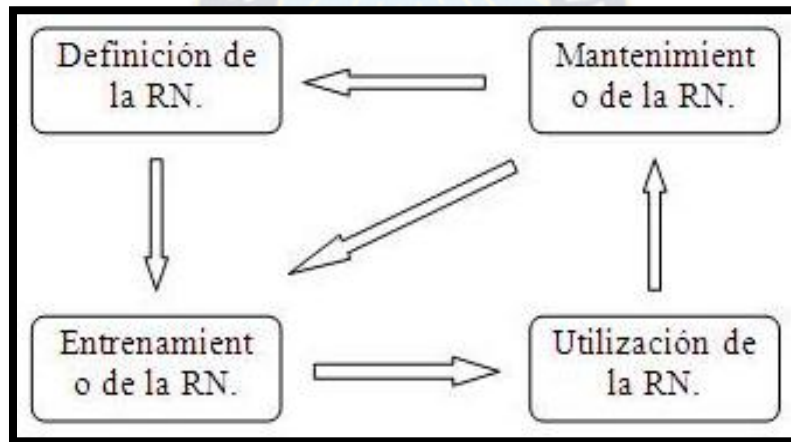 Definición de
la RN.
Mantenimient
o de la RN.
Entrenamient
o de la RN.
Utilización de
la RN.